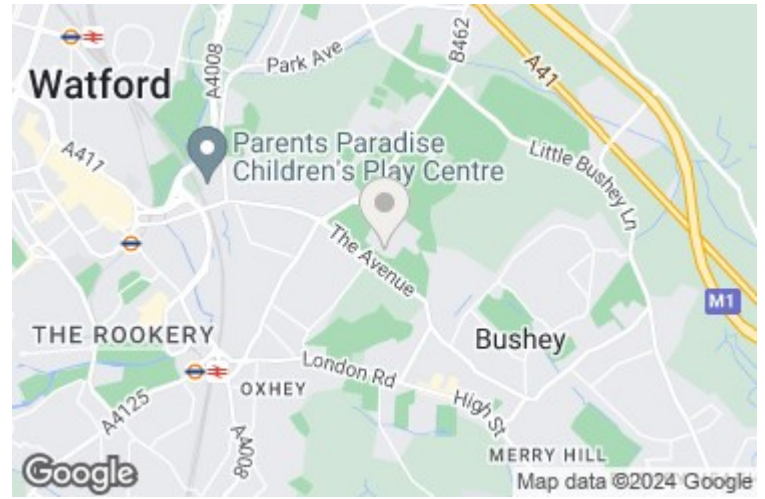 B462
A4008
Park Ave
A41
Watford
Parents Paradise
Children's Play Centre
A411
Little Bushey Ln
The Avenue
M1
THE ROOKERY
Bushey
London Rd
OXHEY
High St
A4125
A4008
MERRY HILL
Google
Map data ©2024 Google